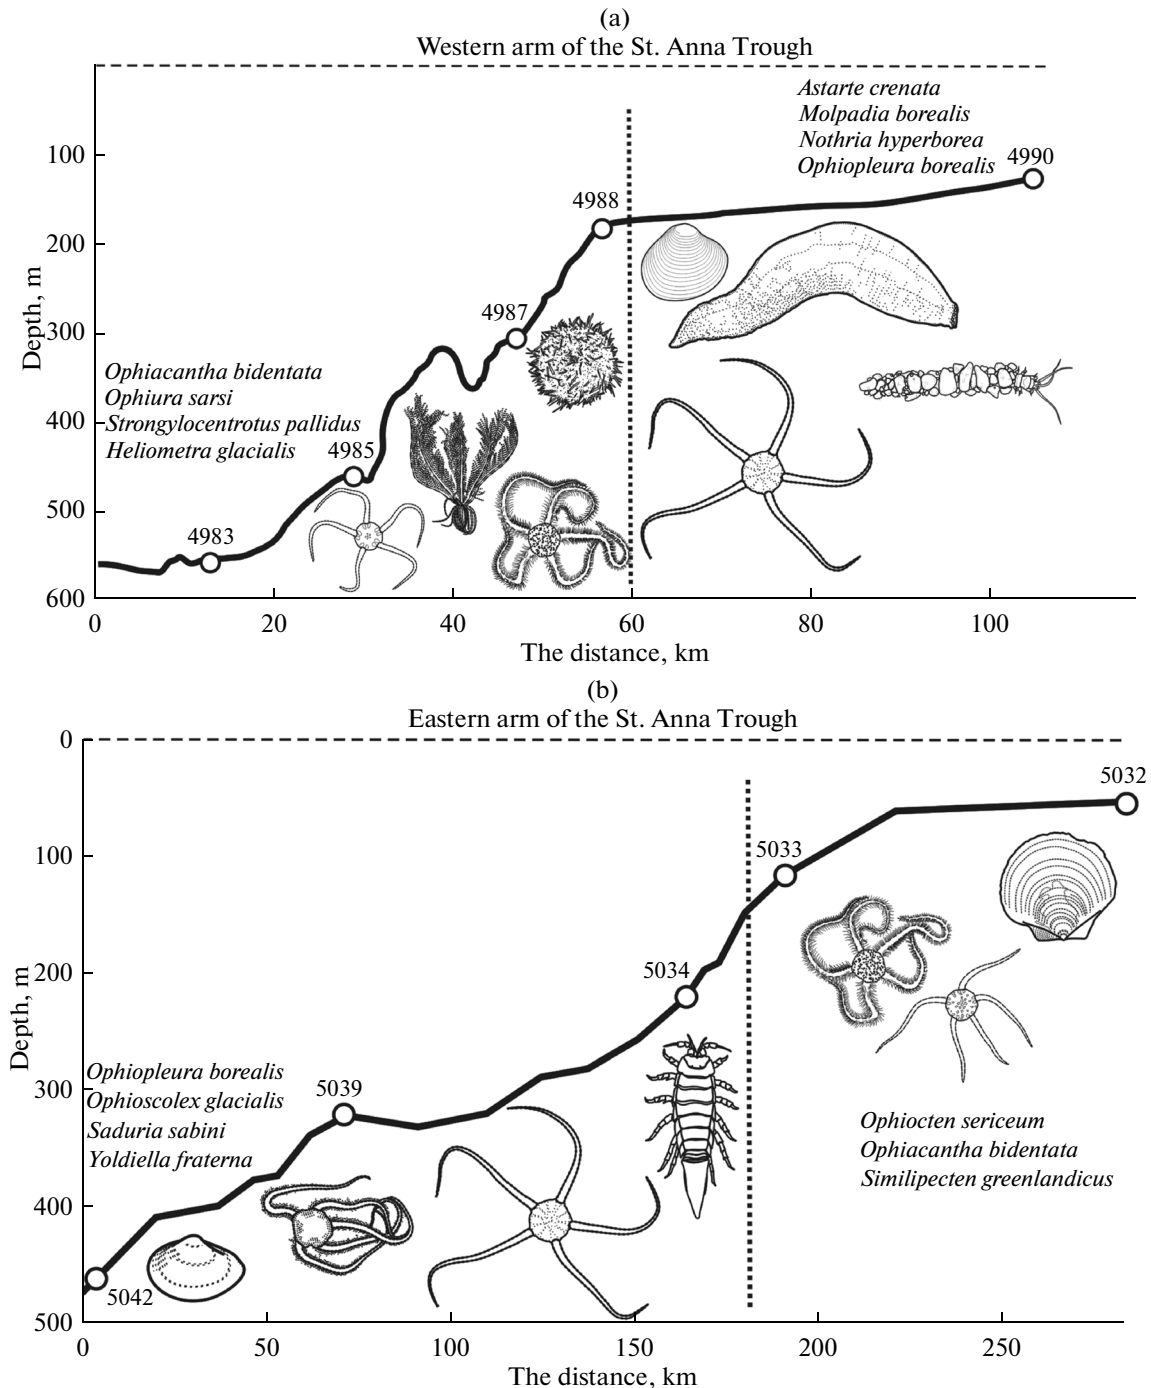 (a)
Western arm of the St. Anna Trough
Astarte crenata
Molpadia borealis
Nothria hyperborea
Ophiopleura borealis
4990
100
4988
200
4987
300
Depth, m
Ophiacantha bidentata
Ophiura sarsi
Strongylocentrotus pallidus
Heliometra glacialis
400
4985
500
4983
600
0 20 40 60 80 100
The distance, km
(b)
Eastern arm of the St. Anna Trough
0
5032
100
5033
200
5034
Depth, m
Ophiopleura borealis
Ophioscolex glacialis
Saduria sabini
Yoldiella fraterna
300
5039
Ophiocten sericeum
Ophiacantha bidentata
Similipecten greenlandicus
400
5042
500
0 50 100 150 200 250
The distance, km